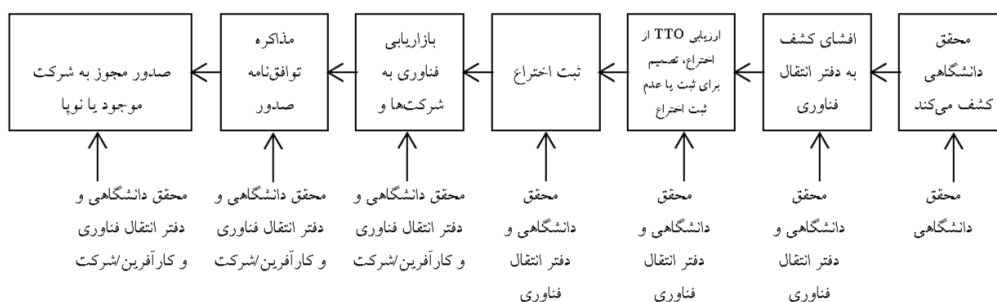 محقق
دانشگاهی
کشف می‌کند
افشای کشف
به دفتر انتقال
فناوری
ارزیابی TTO از
اختراع، تصمیم
برای ثبت یا عدم
ثبت اختراع
ثبت اختراع
بازاریابی
فناوری به
شرکت‌ها و
مذاکره
توافق‌نامه
صدور
صدور مجوز به شرکت
موجود یا نوپا
محقق
دانشگاهی
محقق
دانشگاهی و
دفتر انتقال
فناوری
محقق
دانشگاهی و
دفتر انتقال
فناوری
محقق
دانشگاهی و
دفتر انتقال
فناوری
محقق دانشگاهی و
دفتر انتقال فناوری
و کارآفرین/شرکت
محقق دانشگاهی و
دفتر انتقال فناوری
و کارآفرین/شرکت
محقق دانشگاهی و
دفتر انتقال فناوری
و کارآفرین/شرکت